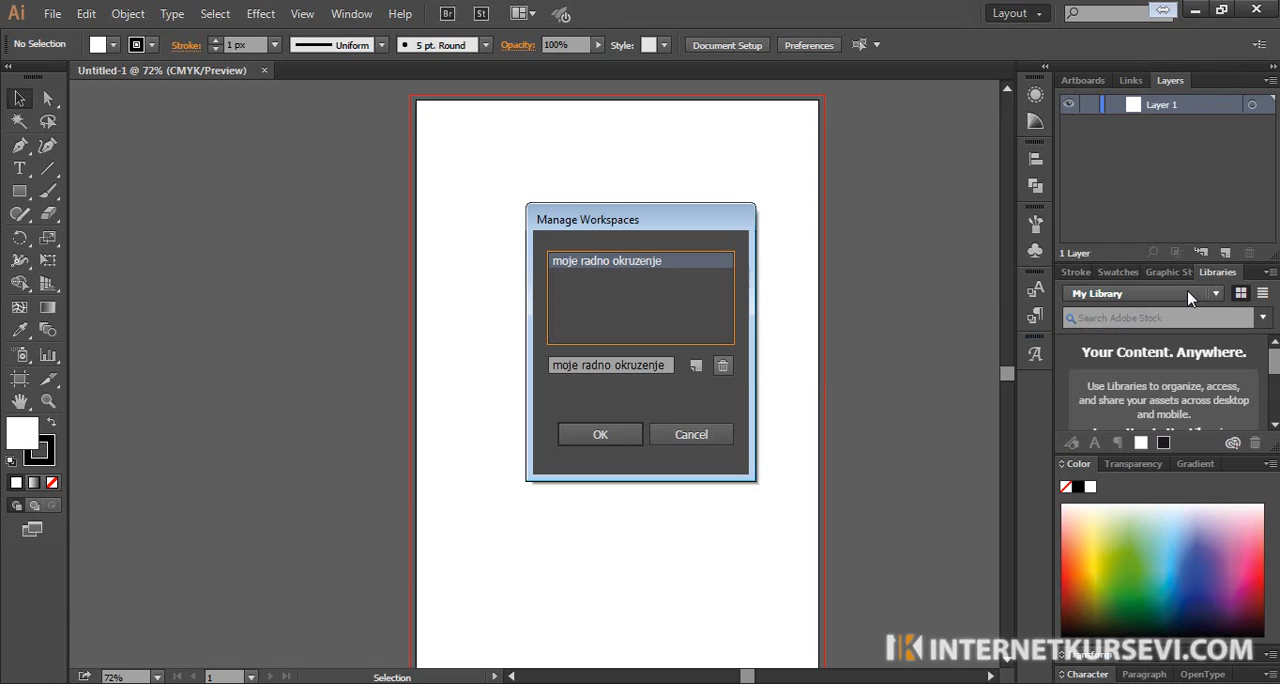 Ai File Edit Object Type Select Effect View Window Help Br St Layout
No Selection Stroke: 1 px Uniform 5 pt. Round Opacity: 100% Style: Document Setup Preferences
Untitled-1 @ 72% (CMYK/Preview)
Artboards Links Layers
Layer 1
1 Layer
Stroke Swatches Graphic St Libraries
My Library
Search Adobe Stock
Your Content. Anywhere.
Use Libraries to organize, access,
and share your assets across desktop
and mobile.
Color Transparency Gradient
Manage Workspaces
moje radno okruzenje
moje radno okruzenje
OK Cancel
INTERNETKURSEVI.COM
Transform
Character Paragraph OpenType
72% 1 Selection